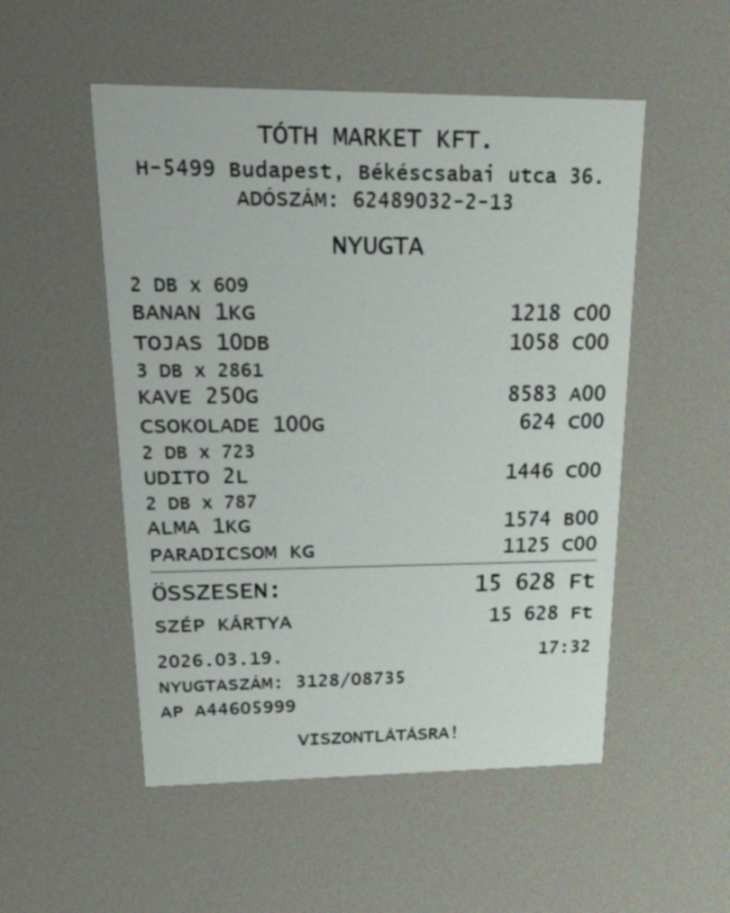 TÓTH MARKET KFT.
H-5499 Budapest, Békéscsabai utca 36.
ADÓSZÁM: 62489032-2-13
NYUGTA
2 DB x 609
BANAN 1KG 1218 C00
TOJAS 10DB 1058 C00
3 DB x 2861
KAVE 250G 8583 A00
CSOKOLADE 100G 624 C00
2 DB x 723
UDITO 2L 1446 C00
2 DB x 787
ALMA 1KG 1574 B00
PARADICSOM KG 1125 C00
ÖSSZESEN: 15 628 Ft
SZÉP KÁRTYA 15 628 Ft
2026.03.19. 17:32
NYUGTASZÁM: 3128/08735
AP A44605999
VISZONTLÁTÁSRA!